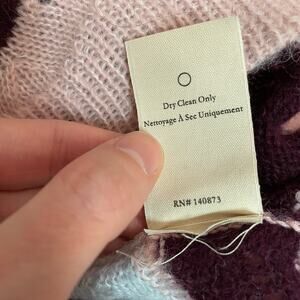 Dry Clean Only
Nettoyage À Sec Uniquement
RN# 140873